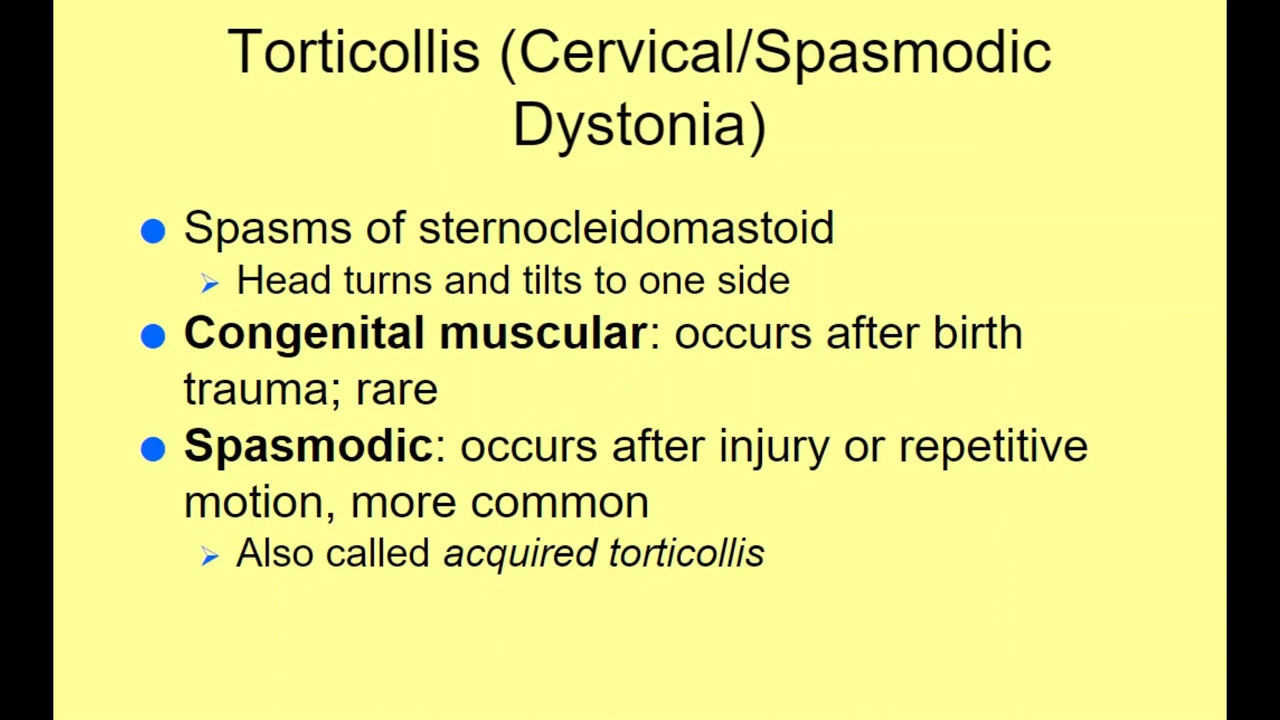 Torticollis (Cervical/Spasmodic
Dystonia)
Spasms of sternocleidomastoid
Head turns and tilts to one side
Congenital muscular: occurs after birth
trauma; rare
Spasmodic: occurs after injury or repetitive
motion, more common
Also called acquired torticollis